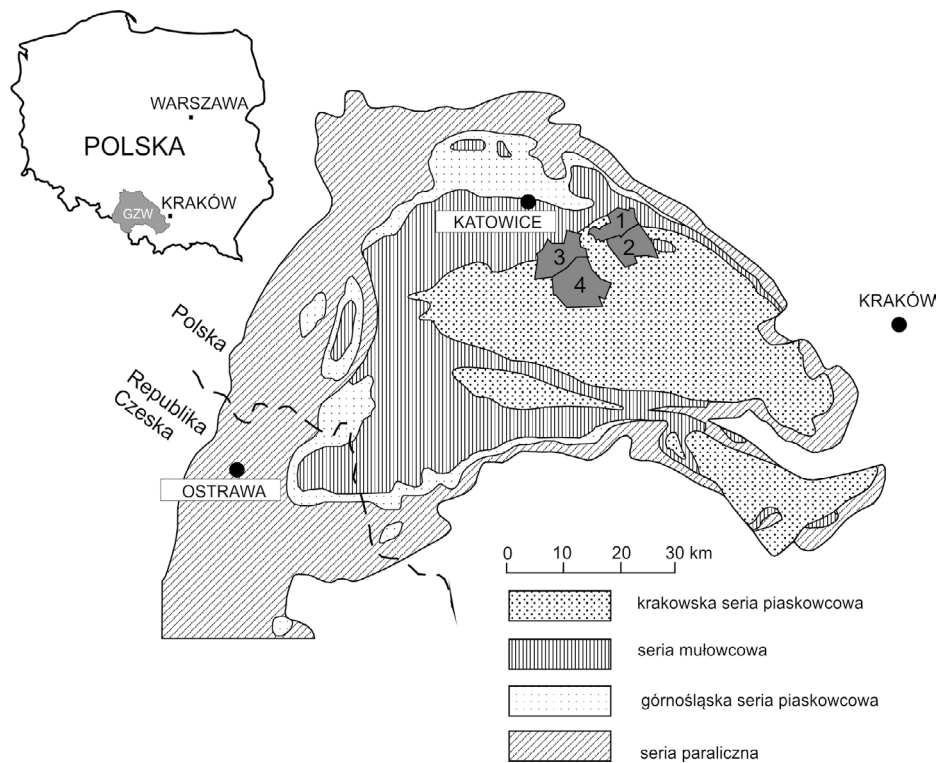 WARSZAWA
POLSKA
KRAKÓW
GZW
KATOWICE
1
2
3
4
KRAKÓW
Polska
Republika
Czeska
OSTRAWA
0 10 20 30 km
krakowska seria piaskowcowa
seria mułowcowa
górnośląska seria piaskowcowa
seria paraliczna